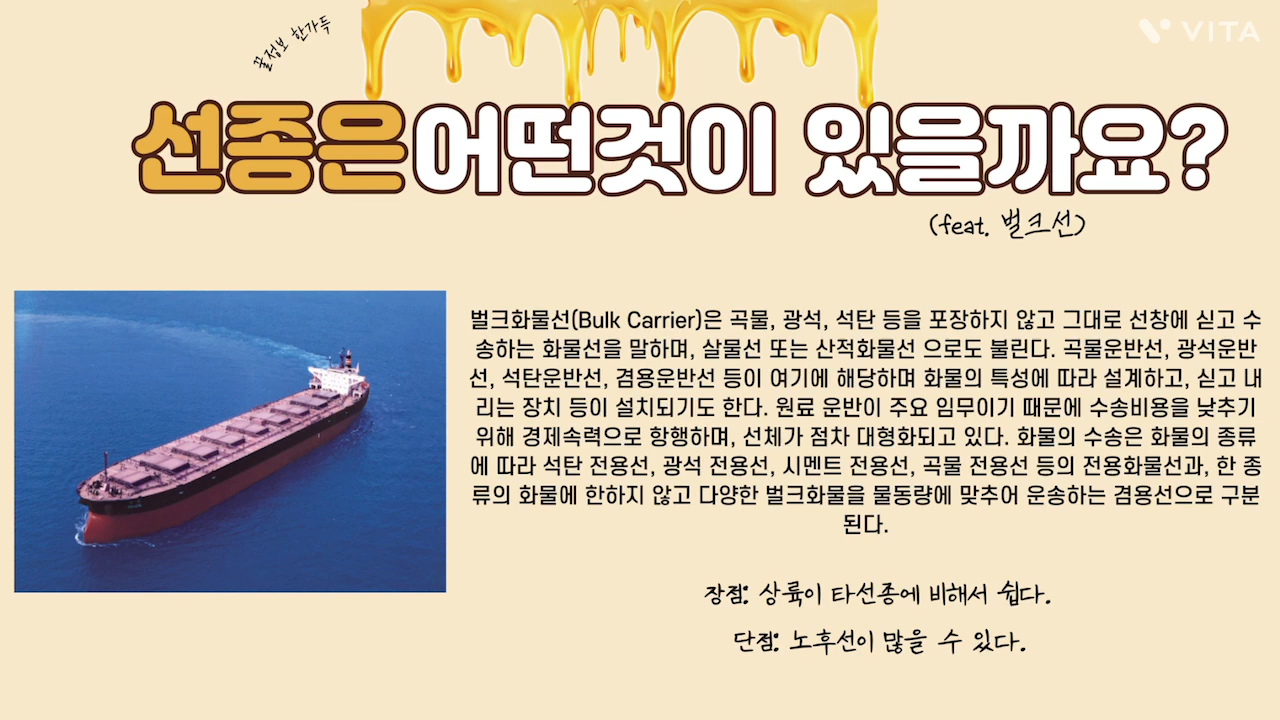 꿀정보 한가득
VITA
선종은 어떤것이 있을까요?
(feat. 벌크선)
벌크화물선(Bulk Carrier)은 곡물, 광석, 석탄 등을 포장하지 않고 그대로 선창에 싣고 수
송하는 화물선을 말하며, 살물선 또는 산적화물선 으로도 불린다. 곡물운반선, 광석운반
선, 석탄운반선, 겸용운반선 등이 여기에 해당하며 화물의 특성에 따라 설계하고, 싣고 내
리는 장치 등이 설치되기도 한다. 원료 운반이 주요 임무이기 때문에 수송비용을 낮추기
위해 경제속력으로 항행하며, 선체가 점차 대형화되고 있다. 화물의 수송은 화물의 종류
에 따라 석탄 전용선, 광석 전용선, 시멘트 전용선, 곡물 전용선 등의 전용화물선과, 한 종
류의 화물에 한하지 않고 다양한 벌크화물을 물동량에 맞추어 운송하는 겸용선으로 구분
된다.
장점: 상륙이 타선종에 비해서 쉽다.
단점: 노후선이 많을 수 있다.